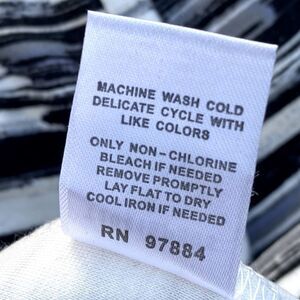 MACHINE WASH COLD
DELICATE CYCLE WITH
LIKE COLORS
ONLY NON-CHLORINE
BLEACH IF NEEDED
REMOVE PROMPTLY
LAY FLAT TO DRY
COOL IRON IF NEEDED
RN 97884